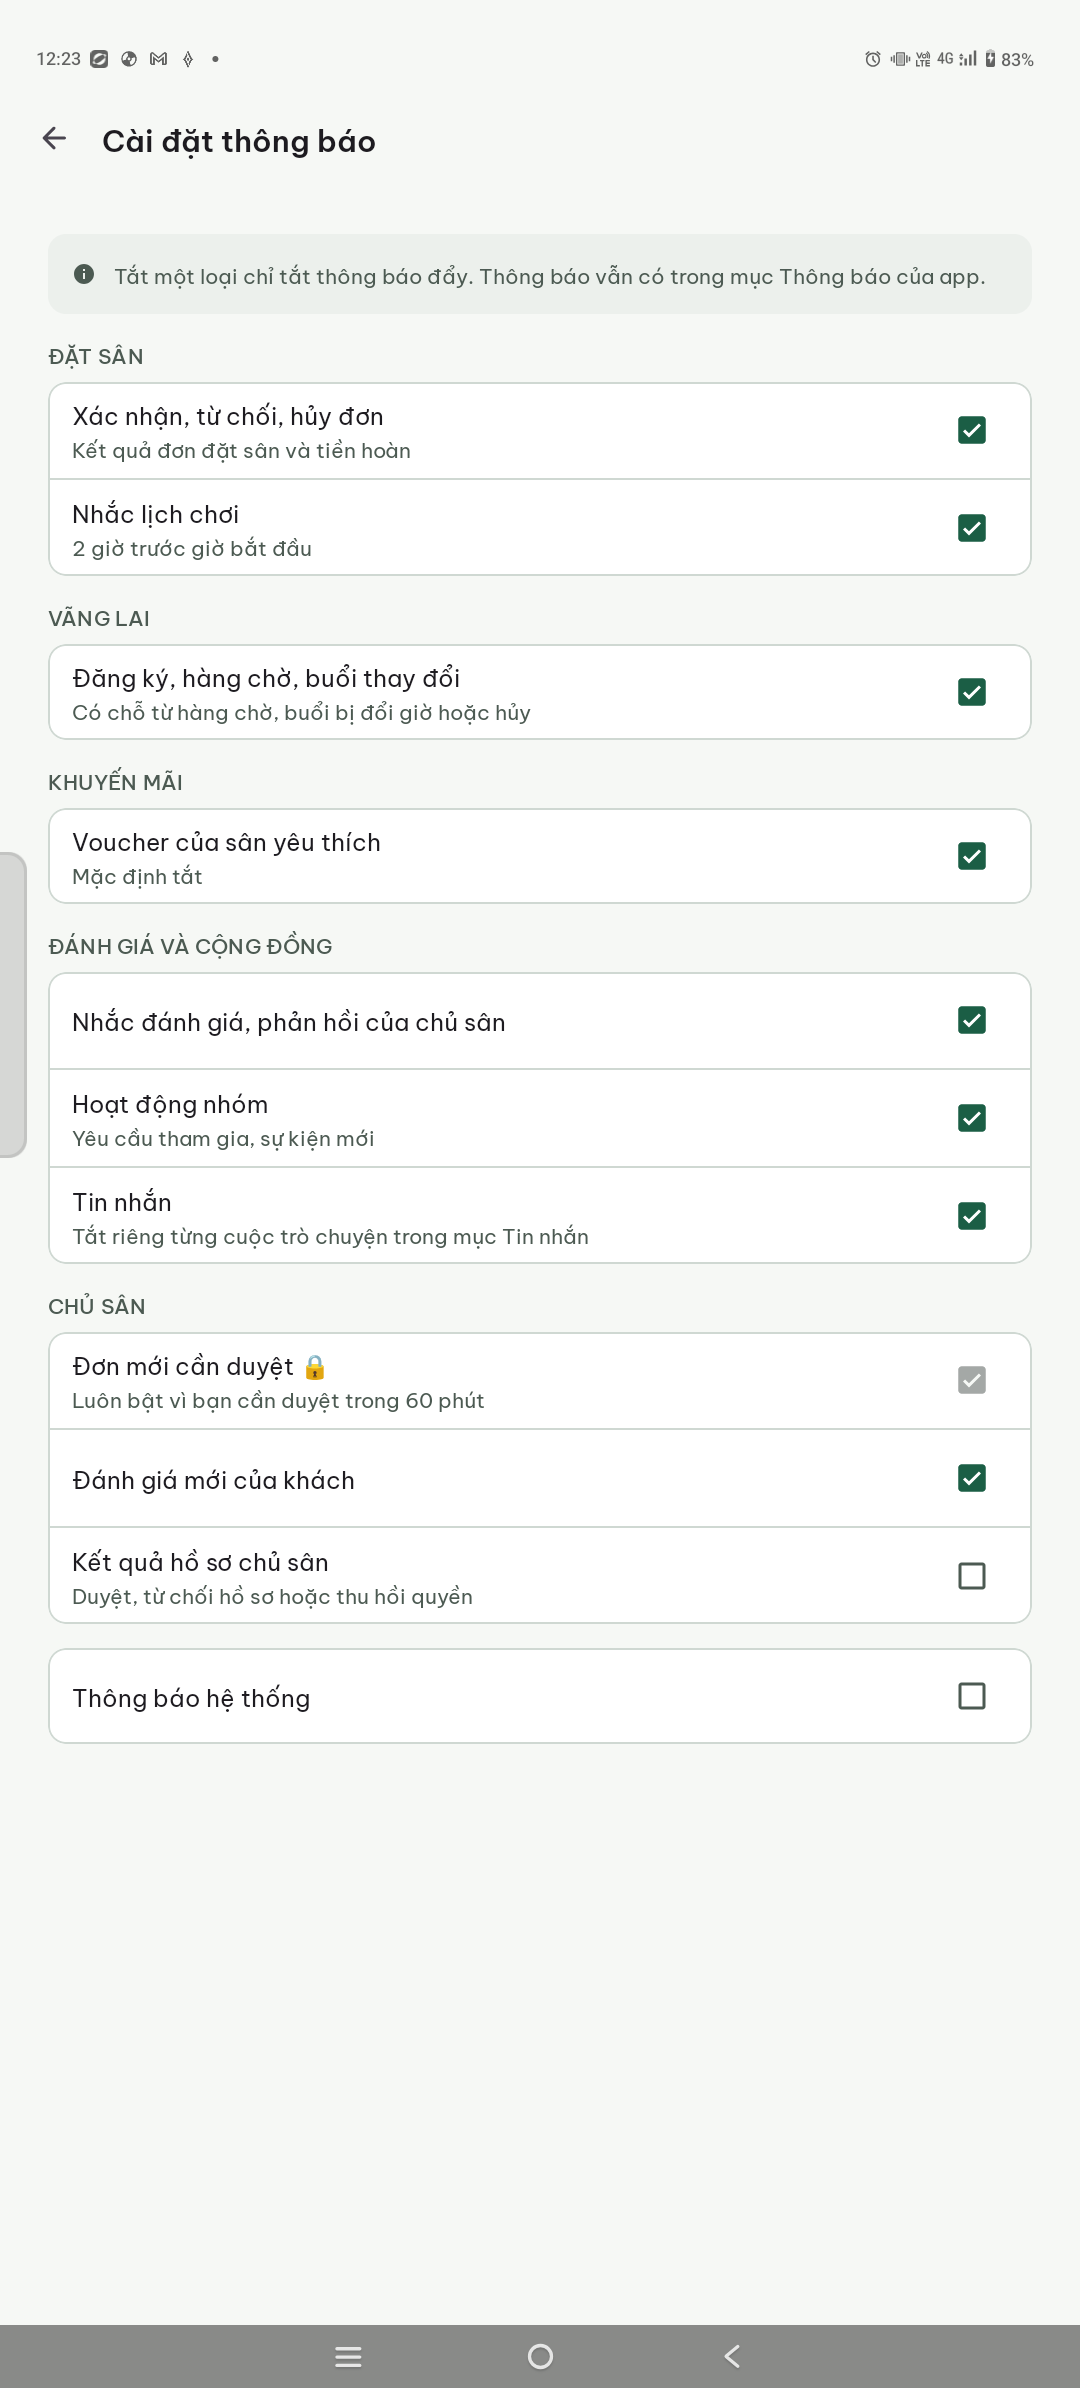 12:23
4G
83%
Cài đặt thông báo
Tắt một loại chỉ tắt thông báo đẩy. Thông báo vẫn có trong mục Thông báo của app.
ĐẶT SÂN
Xác nhận, từ chối, hủy đơn
Kết quả đơn đặt sân và tiền hoàn
Nhắc lịch chơi
2 giờ trước giờ bắt đầu
VÃNG LAI
Đăng ký, hàng chờ, buổi thay đổi
Có chỗ từ hàng chờ, buổi bị đổi giờ hoặc hủy
KHUYẾN MÃI
Voucher của sân yêu thích
Mặc định tắt
ĐÁNH GIÁ VÀ CỘNG ĐỒNG
Nhắc đánh giá, phản hồi của chủ sân
Hoạt động nhóm
Yêu cầu tham gia, sự kiện mới
Tin nhắn
Tắt riêng từng cuộc trò chuyện trong mục Tin nhắn
CHỦ SÂN
Đơn mới cần duyệt 🔒
Luôn bật vì bạn cần duyệt trong 60 phút
Đánh giá mới của khách
Kết quả hồ sơ chủ sân
Duyệt, từ chối hồ sơ hoặc thu hồi quyền
Thông báo hệ thống